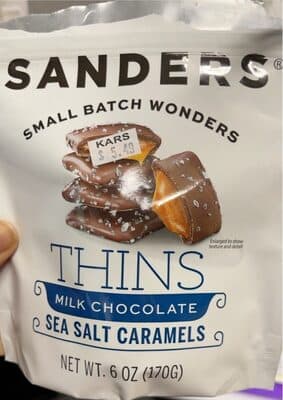 SANDERS®
SMALL BATCH WONDERS
KARS
$ 5.49
Enlarged to show
texture and detail
THINS
MILK CHOCOLATE
SEA SALT CARAMELS
NET WT. 6 OZ (170G)